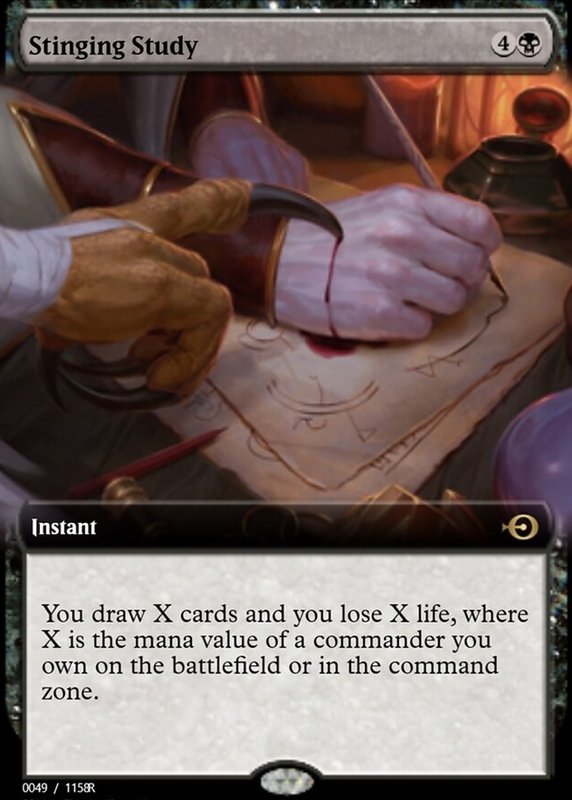 Stinging Study 4
Instant
You draw X cards and you lose X life, where
X is the mana value of a commander you
own on the battlefield or in the command
zone.
0049 / 1158R